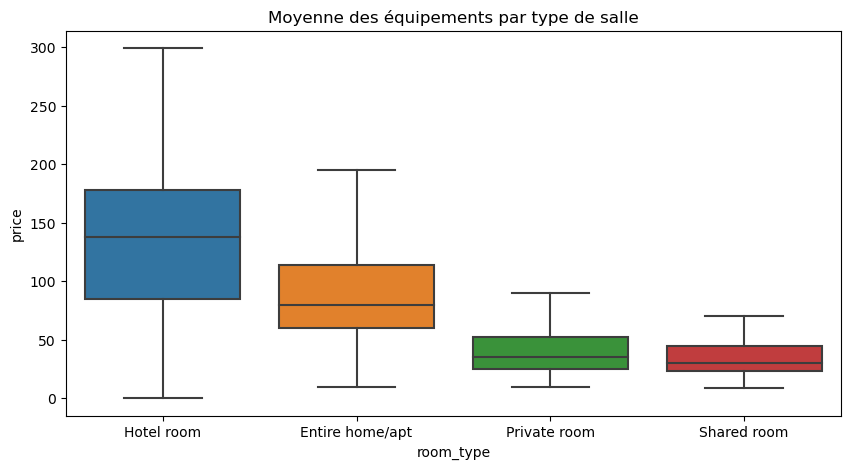 Moyenne des équipements par type de salle
300
250
200
150
100
50
0
price
Hotel room
Entire home/apt
Private room
Shared room
room_type